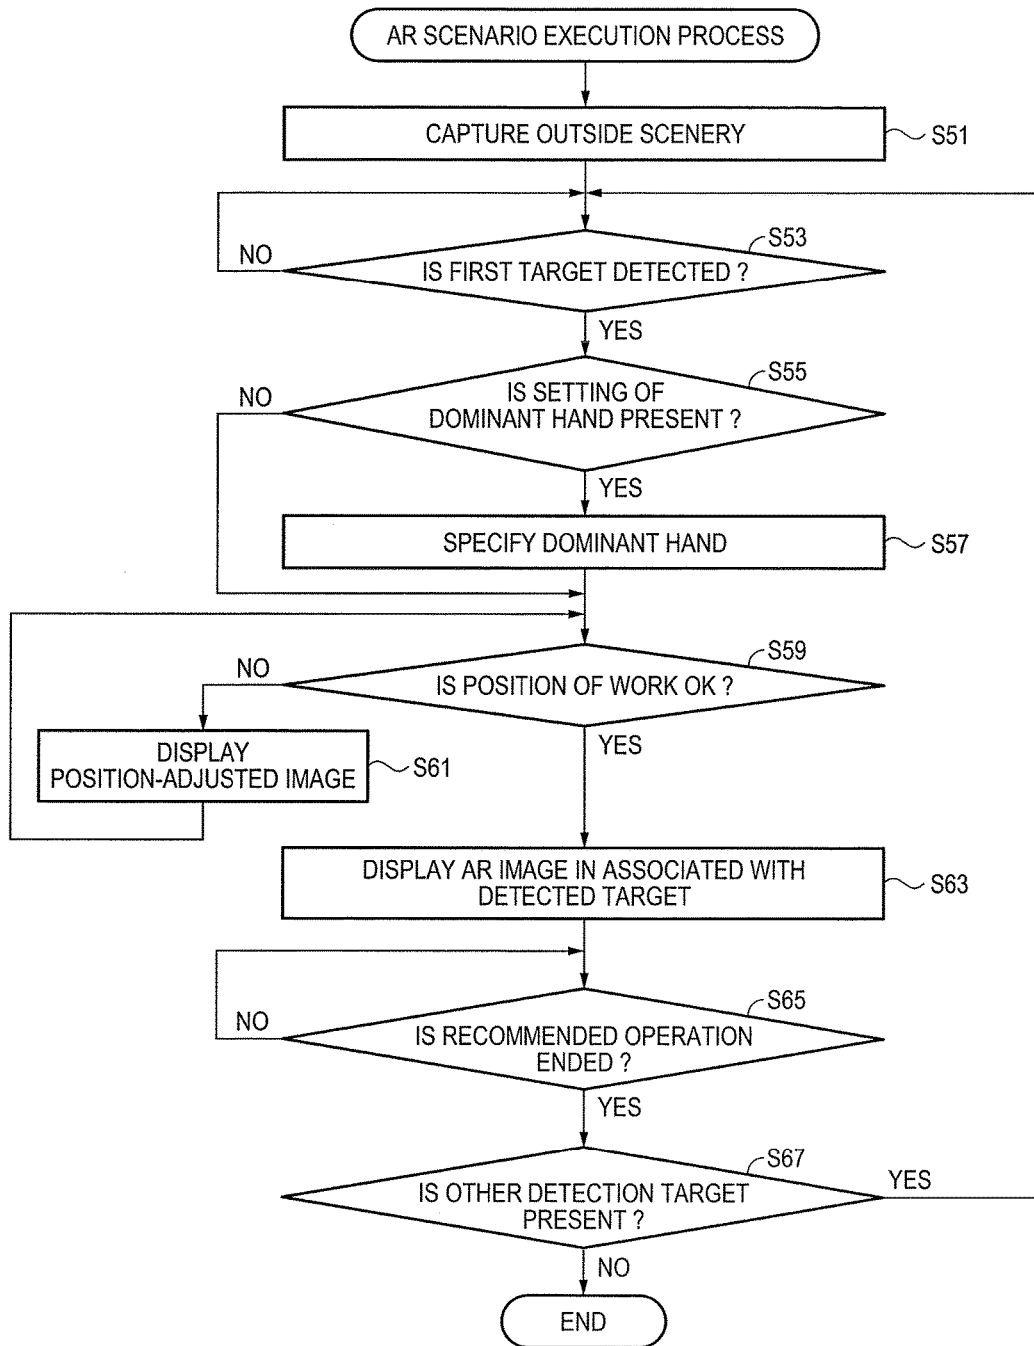 AR SCENARIO EXECUTION PROCESS
CAPTURE OUTSIDE SCENERY
S51
S53
NO
IS FIRST TARGET DETECTED ?
YES
S55
NO
IS SETTING OF
DOMINANT HAND PRESENT ?
YES
SPECIFY DOMINANT HAND
S57
S59
NO
IS POSITION OF WORK OK ?
YES
DISPLAY
POSITION-ADJUSTED IMAGE
S61
DISPLAY AR IMAGE IN ASSOCIATED WITH
DETECTED TARGET
S63
S65
NO
IS RECOMMENDED OPERATION
ENDED ?
YES
S67
YES
IS OTHER DETECTION TARGET
PRESENT ?
NO
END